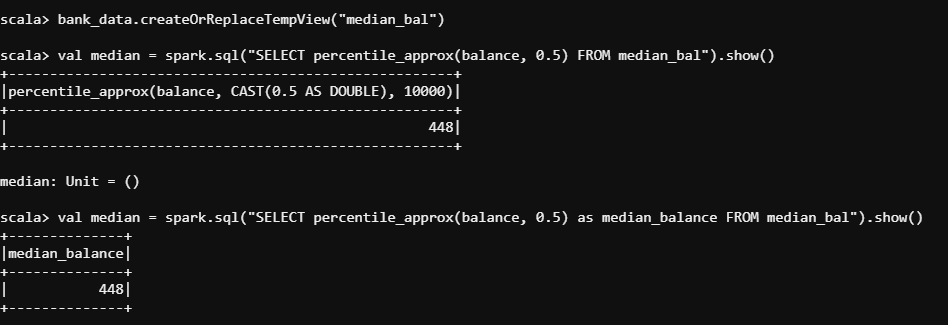 scala> bank_data.createOrReplaceTempView("median_bal")
scala> val median = spark.sql("SELECT percentile_approx(balance, 0.5) FROM median_bal").show()
+------------------------------------------------------+
|percentile_approx(balance, CAST(0.5 AS DOUBLE), 10000)|
+------------------------------------------------------+
|                                                   448|
+------------------------------------------------------+
median: Unit = ()
scala> val median = spark.sql("SELECT percentile_approx(balance, 0.5) as median_balance FROM median_bal").show()
+--------------+
|median_balance|
+--------------+
|           448|
+--------------+